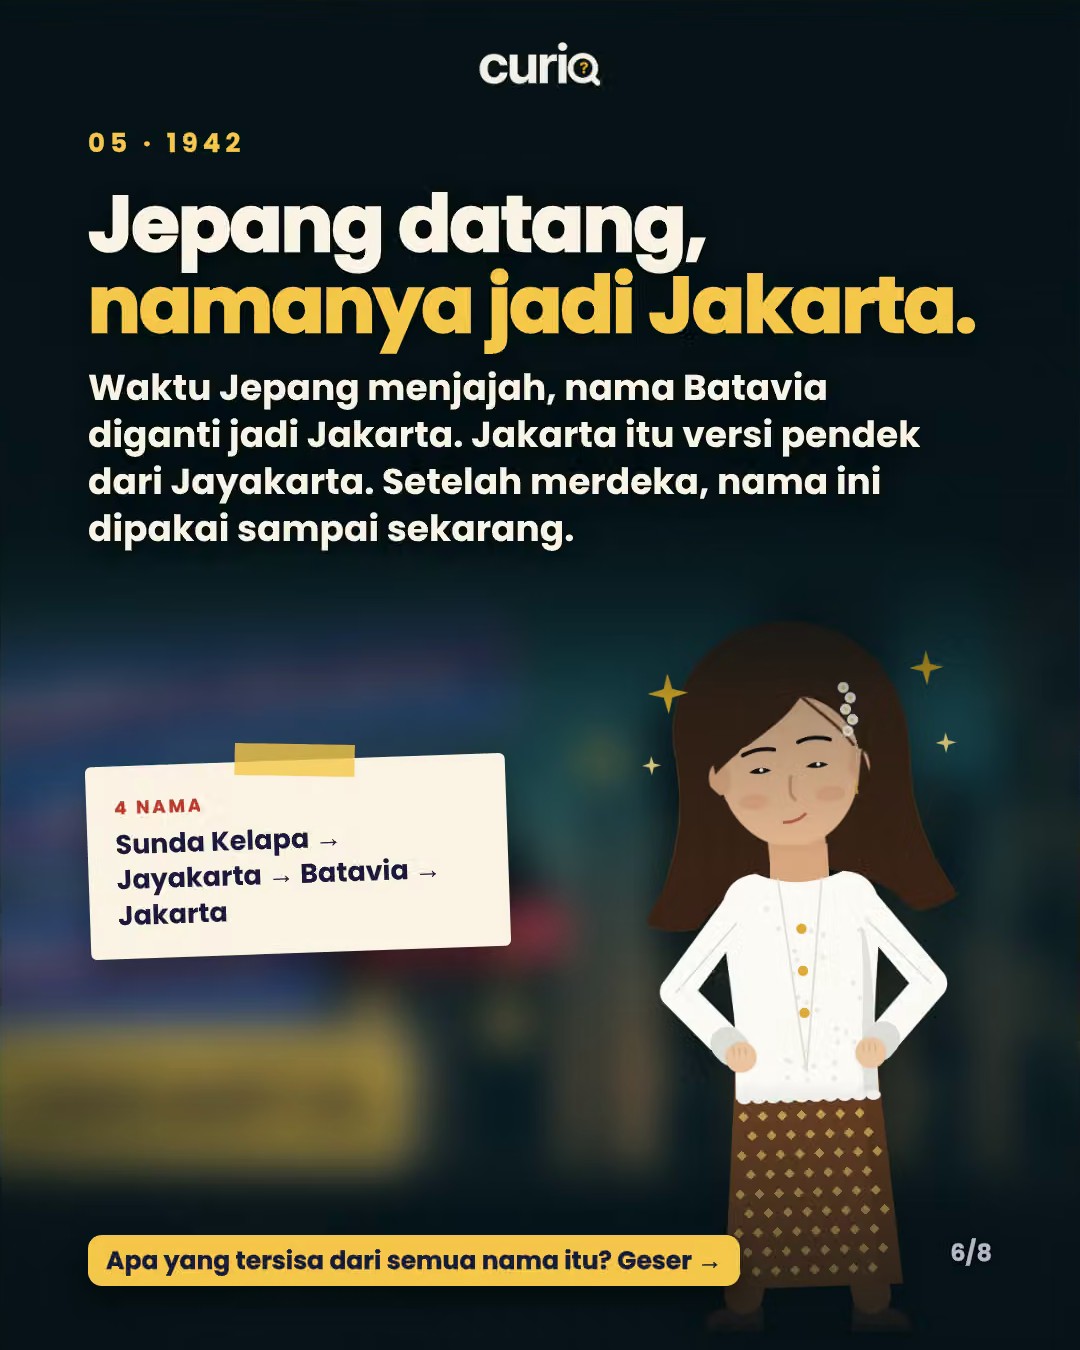 curio
05 · 1942
Jepang datang,
namanya jadi Jakarta.
Waktu Jepang menjajah, nama Batavia
diganti jadi Jakarta. Jakarta itu versi pendek
dari Jayakarta. Setelah merdeka, nama ini
dipakai sampai sekarang.
4 NAMA
Sunda Kelapa →
Jayakarta → Batavia →
Jakarta
Apa yang tersisa dari semua nama itu? Geser →
6/8